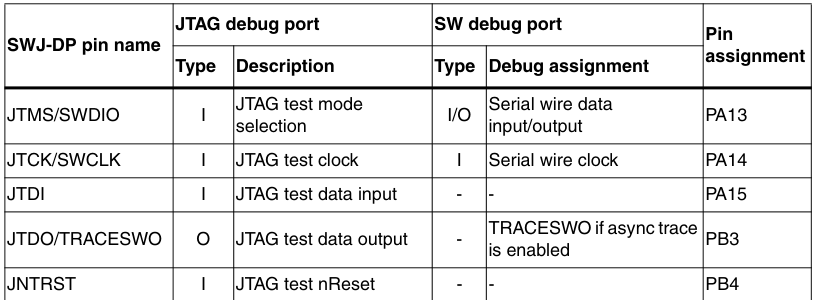 SWJ-DP pin name JTAG debug port SW debug port Pin assignment
Type Description Type Debug assignment
JTMS/SWDIO I JTAG test mode selection I/O Serial wire data input/output PA13
JTCK/SWCLK I JTAG test clock I Serial wire clock PA14
JTDI I JTAG test data input - - PA15
JTDO/TRACESWO O JTAG test data output - TRACESWO if async trace is enabled PB3
JNTRST I JTAG test nReset - - PB4